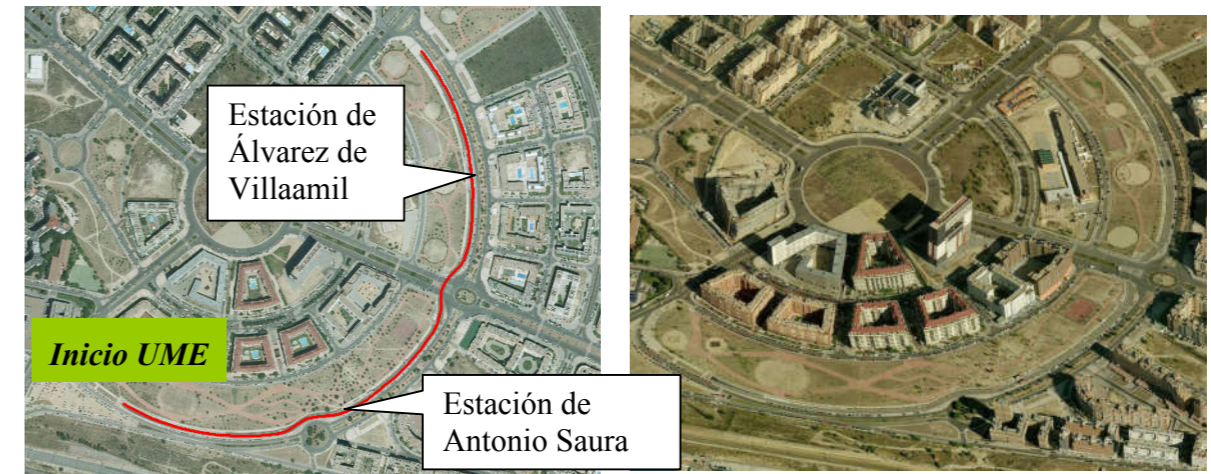 Estación de
Álvarez de
Villaamil
Inicio UME
Estación de
Antonio Saura